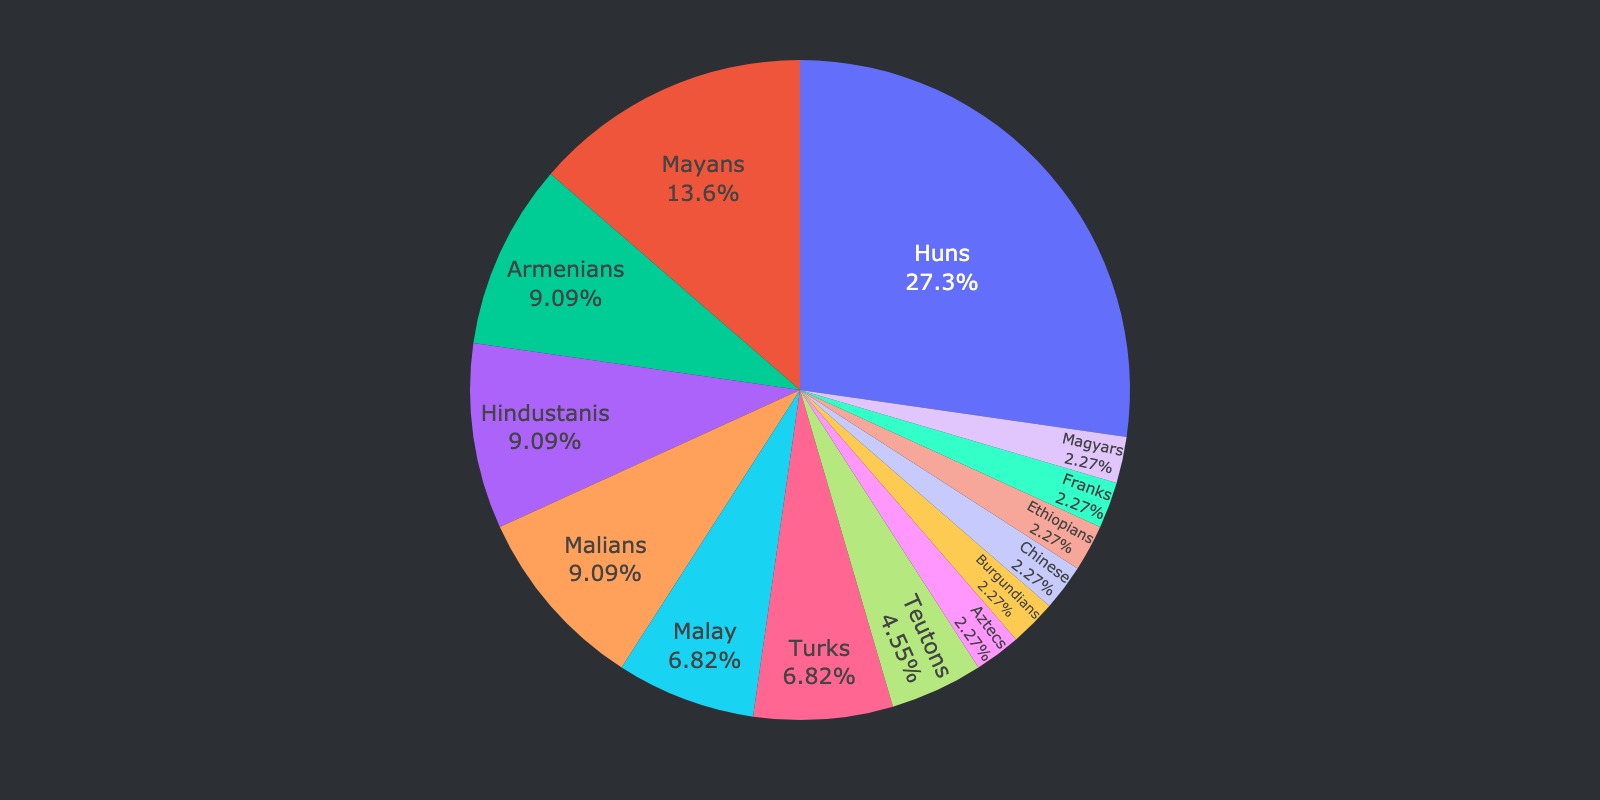 Mayans
13.6%
Huns
27.3%
Armenians
9.09%
Hindustanis
9.09%
Malians
9.09%
Malay
6.82%
Turks
6.82%
Teutons
4.55%
Aztecs
2.27%
Burgundians
2.27%
Chinese
2.27%
Ethiopians
2.27%
Franks
2.27%
Magyars
2.27%